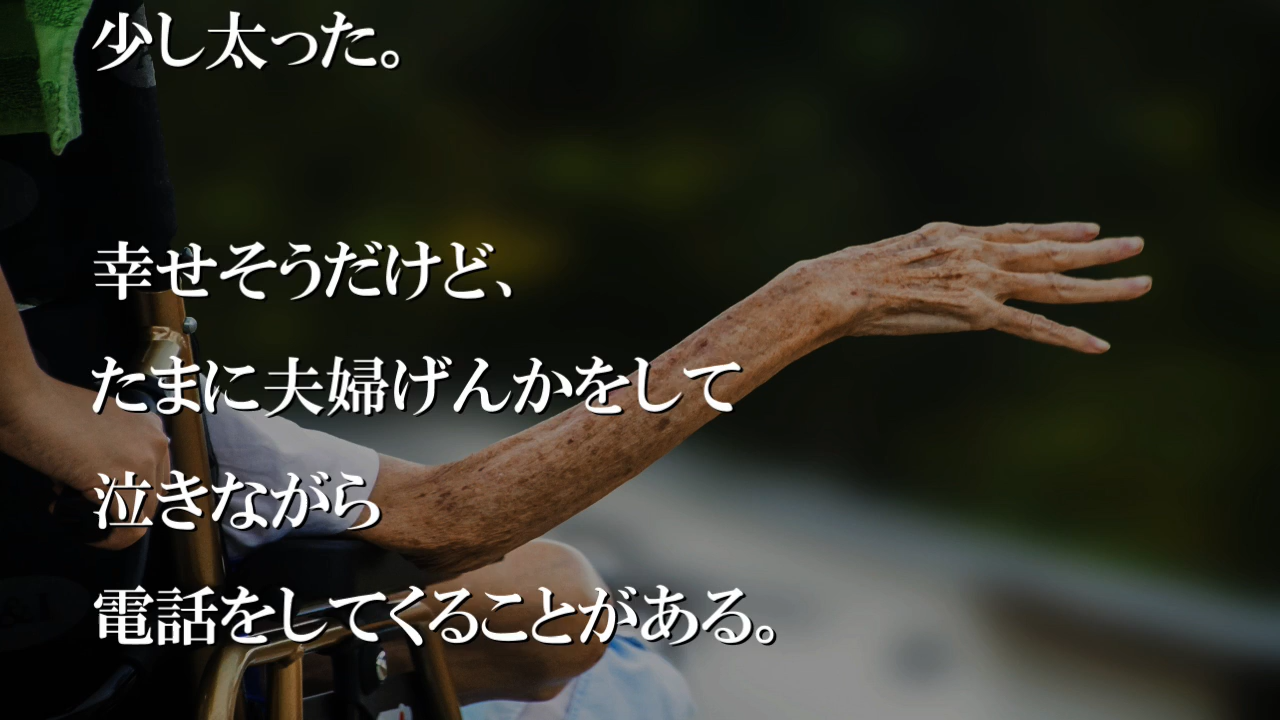 少し太った。
幸せそうだけど、
たまに夫婦げんかをして
泣きながら
電話をしてくることがある。